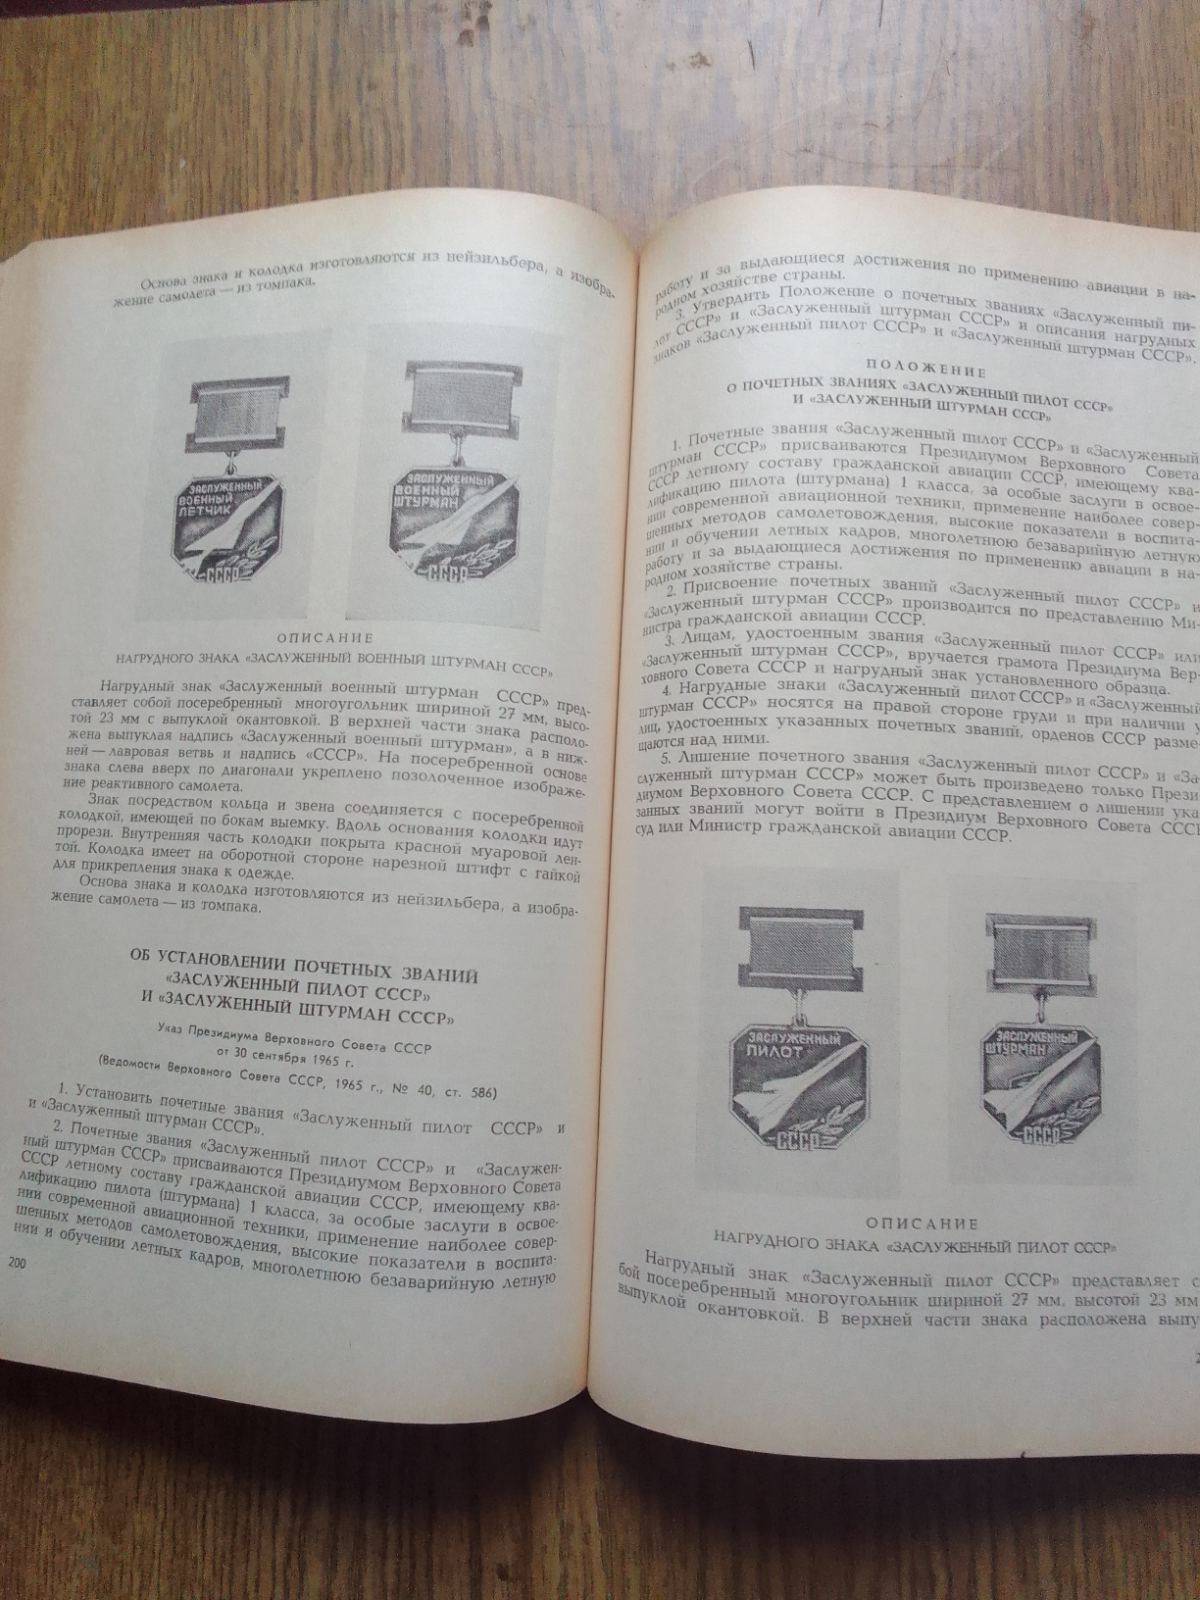 Основа знака и колодка изготовляются из нейзильбера, а изобра-
жение самолета — из томпака.
ЗАСЛУЖЕННЫЙ
ВОЕННЫЙ
ЛЕТЧИК
СССР
ЗАСЛУЖЕННЫЙ
ВОЕННЫЙ
ШТУРМАН
СССР
ОПИСАНИЕ
НАГРУДНОГО ЗНАКА «ЗАСЛУЖЕННЫЙ ВОЕННЫЙ ШТУРМАН СССР»
Нагрудный знак «Заслуженный военный штурман СССР» пред-
ставляет собой посеребренный многоугольник шириной 27 мм, высо-
той 23 мм с выпуклой окантовкой. В верхней части знака располо-
жена выпуклая надпись «Заслуженный военный штурман», а в ниж-
ней — лавровая ветвь и надпись «СССР». На посеребренной основе
знака слева вверх по диагонали укреплено позолоченное изображе-
ние реактивного самолета.
Знак посредством кольца и звена соединяется с посеребренной
колодкой, имеющей по бокам выемку. Вдоль основания колодки идут
прорези. Внутренняя часть колодки покрыта красной муаровой лен-
той. Колодка имеет на оборотной стороне нарезной штифт с гайкой
для прикрепления знака к одежде.
Основа знака и колодка изготовляются из нейзильбера, а изобра-
жение самолета — из томпака.
ОБ УСТАНОВЛЕНИИ ПОЧЕТНЫХ ЗВАНИЙ
«ЗАСЛУЖЕННЫЙ ПИЛОТ СССР»
И «ЗАСЛУЖЕННЫЙ ШТУРМАН СССР»
Указ Президиума Верховного Совета СССР
от 30 сентября 1965 г.
(Ведомости Верховного Совета СССР, 1965 г., № 40, ст. 586)
1. Установить почетные звания «Заслуженный пилот СССР» и
и «Заслуженный штурман СССР».
2. Почетные звания «Заслуженный пилот СССР» и «Заслужен-
ный штурман СССР» присваиваются Президиумом Верховного Совета
СССР летному составу гражданской авиации СССР, имеющему ква-
лификацию пилота (штурмана) 1 класса, за особые заслуги в освое-
нии современной авиационной техники, применение наиболее совер-
шенных методов самолетовождения, высокие показатели в воспита-
нии и обучении летных кадров, многолетнюю безаварийную летную
200
работу и за выдающиеся достижения по применению авиации в на-
родном хозяйстве страны.
3. Утвердить Положение о почетных званиях «Заслуженный пи-
лот СССР» и «Заслуженный штурман СССР» и описания нагрудных
знаков «Заслуженный пилот СССР» и «Заслуженный штурман СССР».
ПОЛОЖЕНИЕ
О ПОЧЕТНЫХ ЗВАНИЯХ «ЗАСЛУЖЕННЫЙ ПИЛОТ СССР»
И «ЗАСЛУЖЕННЫЙ ШТУРМАН СССР»
1. Почетные звания «Заслуженный пилот СССР» и «Заслуженный
штурман СССР» присваиваются Президиумом Верховного Совета
СССР летному составу гражданской авиации СССР, имеющему ква-
лификацию пилота (штурмана) 1 класса, за особые заслуги в освое-
нии современной авиационной техники, применение наиболее совер-
шенных методов самолетовождения, высокие показатели в воспита-
нии и обучении летных кадров, многолетнюю безаварийную летную
работу и за выдающиеся достижения по применению авиации в на-
родном хозяйстве страны.
2. Присвоение почетных званий «Заслуженный пилот СССР» и
«Заслуженный штурман СССР» производится по представлению Ми-
нистра гражданской авиации СССР.
3. Лицам, удостоенным звания «Заслуженный пилот СССР» или
«Заслуженный штурман СССР», вручается грамота Президиума Вер-
ховного Совета СССР и нагрудный знак установленного образца.
4. Нагрудные знаки «Заслуженный пилот СССР» и «Заслуженный
штурман СССР» носятся на правой стороне груди и при наличии у
лиц, удостоенных указанных почетных званий, орденов СССР разме-
щаются над ними.
5. Лишение почетного звания «Заслуженный пилот СССР» и «За-
служенный штурман СССР» может быть произведено только Прези-
диумом Верховного Совета СССР. С представлением о лишении ука-
занных званий могут войти в Президиум Верховного Совета СССР
суд или Министр гражданской авиации СССР.
ЗАСЛУЖЕННЫЙ
ПИЛОТ
СССР
ЗАСЛУЖЕННЫЙ
ШТУРМАН
СССР
ОПИСАНИЕ
НАГРУДНОГО ЗНАКА «ЗАСЛУЖЕННЫЙ ПИЛОТ СССР»
Нагрудный знак «Заслуженный пилот СССР» представляет с
бой посеребренный многоугольник шириной 27 мм, высотой 23 мм
выпуклой окантовкой. В верхней части знака расположена выпу
2